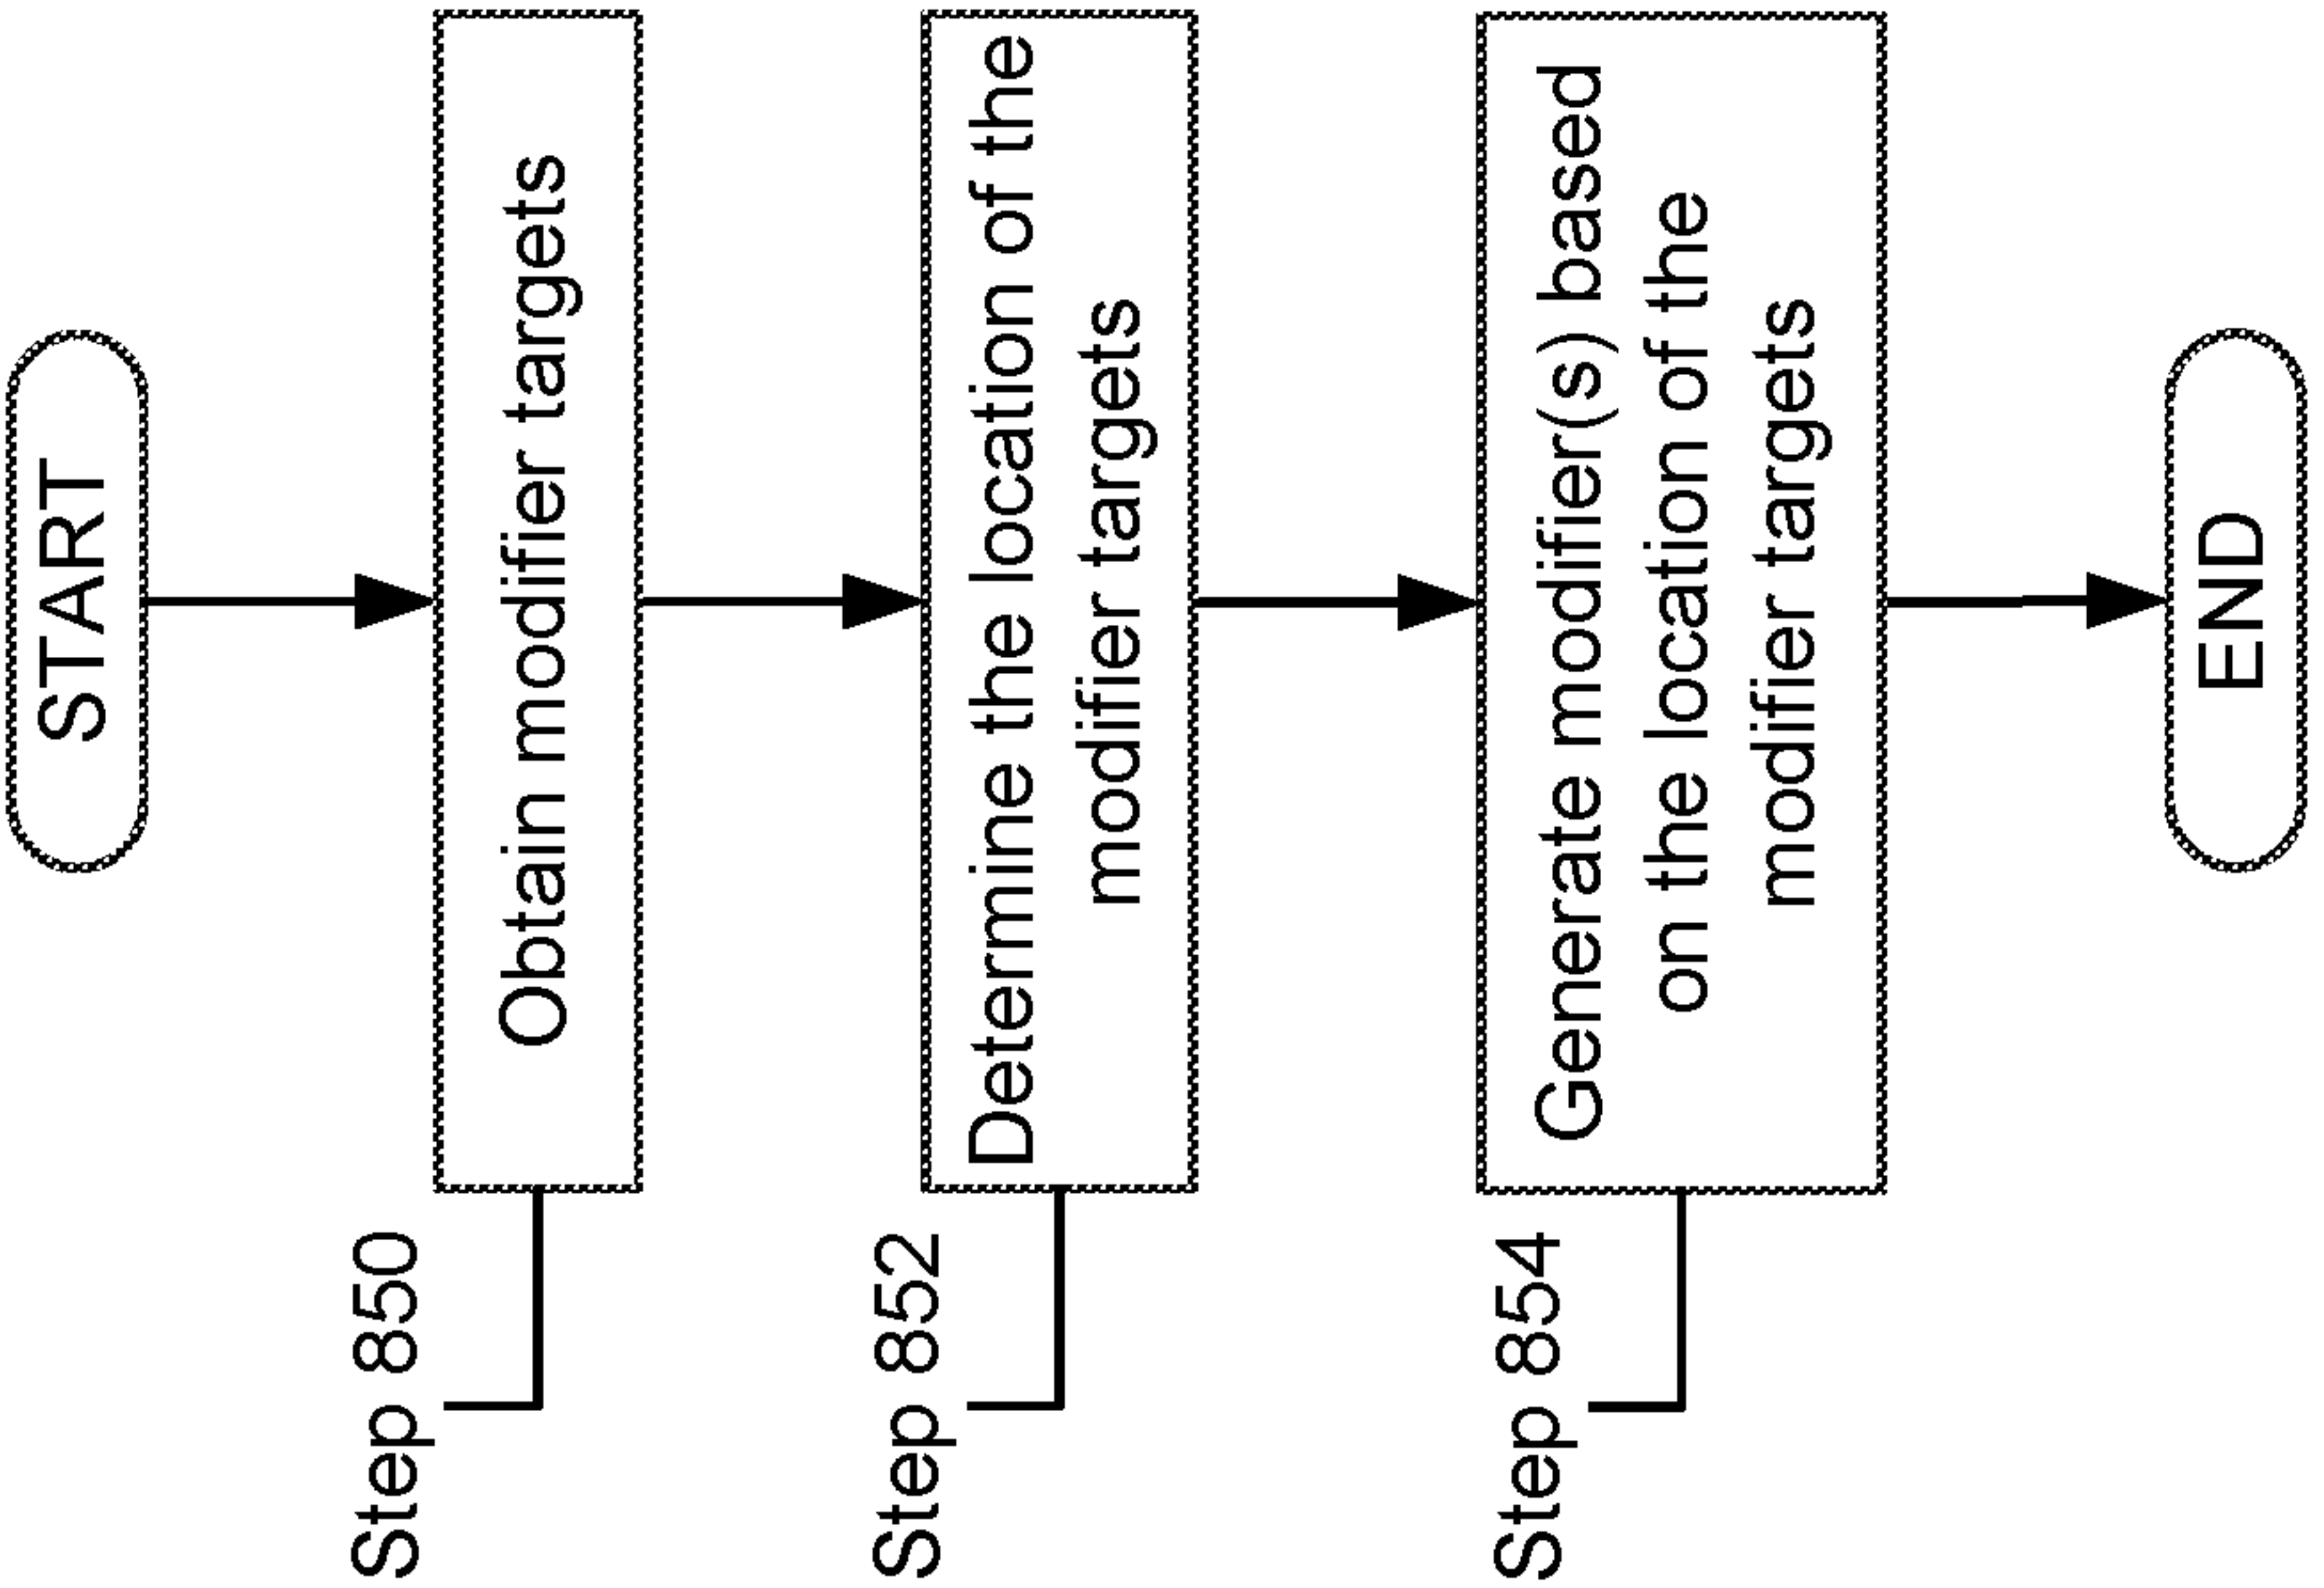 START
Step 850
Obtain modifier targets
Step 852
Determine the location of the
modifier targets
Step 854
Generate modifier(s) based
on the location of the
modifier targets
END